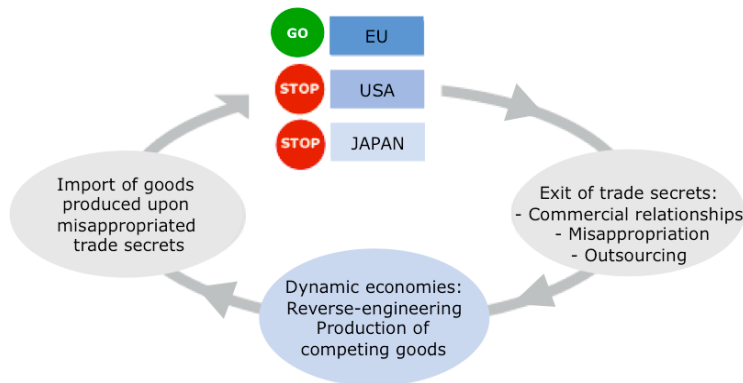 GO EU
STOP USA
STOP JAPAN
Exit of trade secrets:
- Commercial relationships
- Misappropriation
- Outsourcing
Dynamic economies:
Reverse-engineering
Production of
competing goods
Import of goods
produced upon
misappropriated
trade secrets